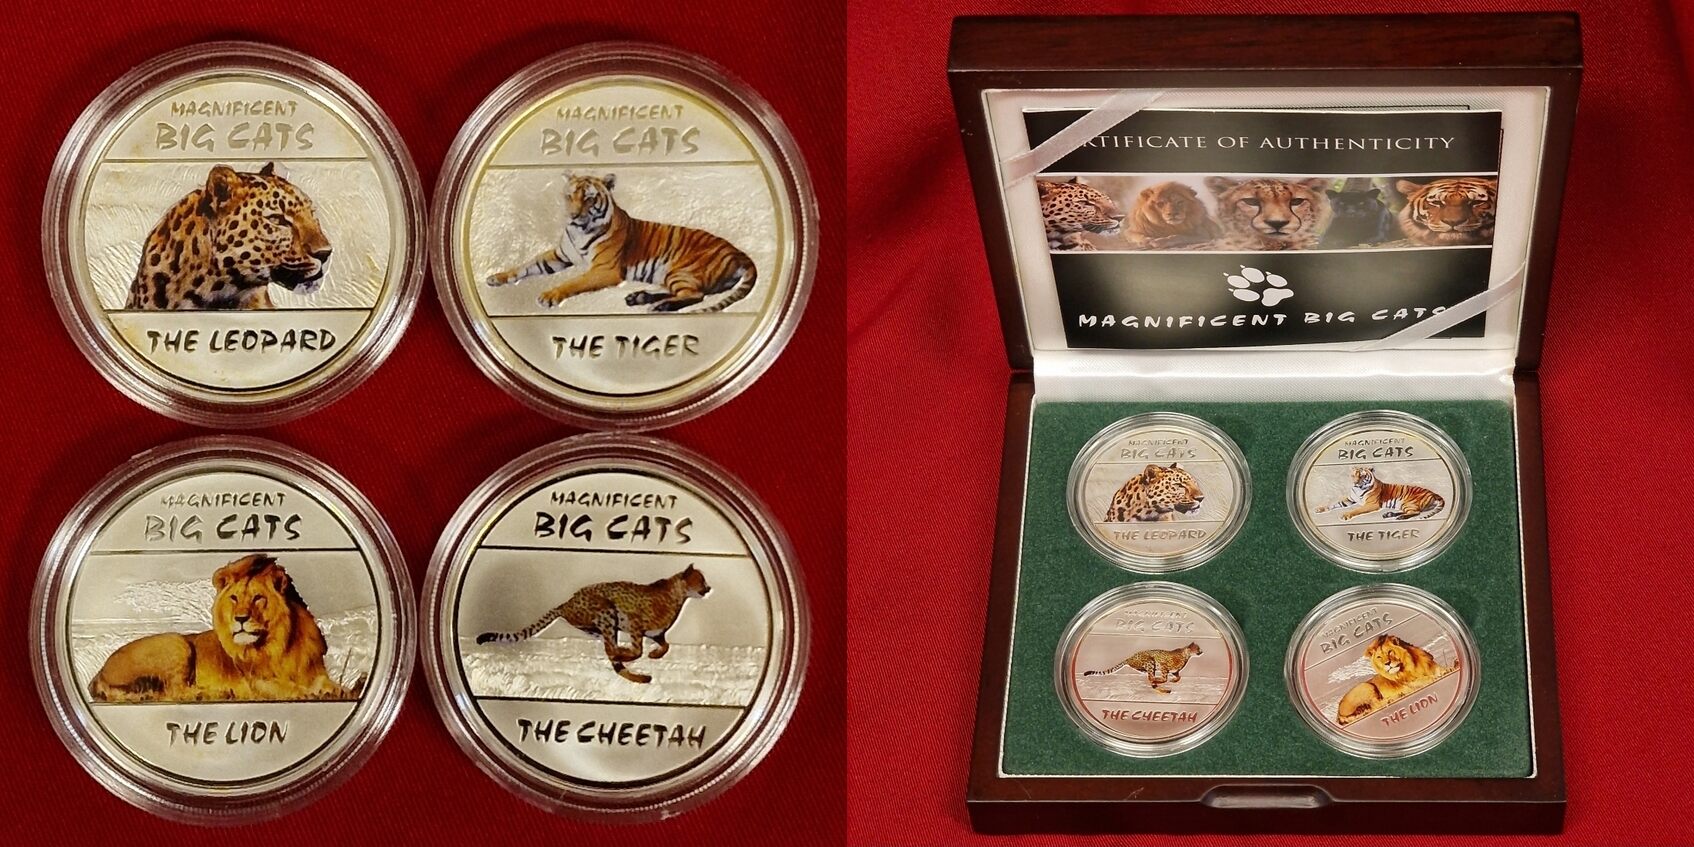 MAGNIFICENT
BIG CATS
THE LEOPARD
MAGNIFICENT
BIG CATS
THE TIGER
MAGNIFICENT
BIG CATS
THE LION
MAGNIFICENT
BIG CATS
THE CHEETAH
RTIFICATE OF AUTHENTICITY
MAGNIFICENT BIG CATS
MAGNIFICENT
BIG CATS
THE LEOPARD
MAGNIFICENT
BIG CATS
THE TIGER
MAGNIFICENT
BIG CATS
THE CHEETAH
MAGNIFICENT
BIG CATS
THE LION